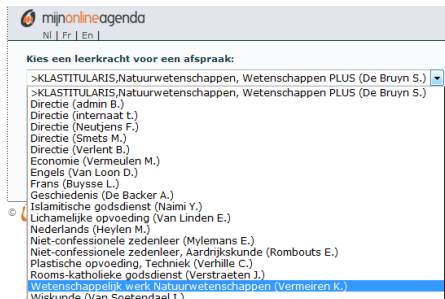 mijnonlineagenda
Nl | Fr | En |
Kies een leerkracht voor een afspraak:
>KLASTITULARIS,Natuurwetenschappen, Wetenschappen PLUS (De Bruyn S.)
>KLASTITULARIS,Natuurwetenschappen, Wetenschappen PLUS (De Bruyn S.)
Directie (admin B.)
Directie (internaat t.)
Directie (Neutjens F.)
Directie (Smets M.)
Directie (Verlent B.)
Economie (Vermeulen M.)
Engels (Van Loon D.)
Frans (Buysse L.)
Geschiedenis (De Backer A.)
Islamitische godsdienst (Naimi Y.)
Lichamelijke opvoeding (Van Linden E.)
Nederlands (Heylen M.)
Niet-confessionele zedenleer (Mylemans E.)
Niet-confessionele zedenleer, Aardrijkskunde (Rombouts E.)
Plastische opvoeding, Techniek (Verhille C.)
Rooms-katholieke godsdienst (Verstraeten J.)
Wetenschappelijk werk Natuurwetenschappen (Vermeiren K.)
Wiskunde (Van Soetendael I.)
©